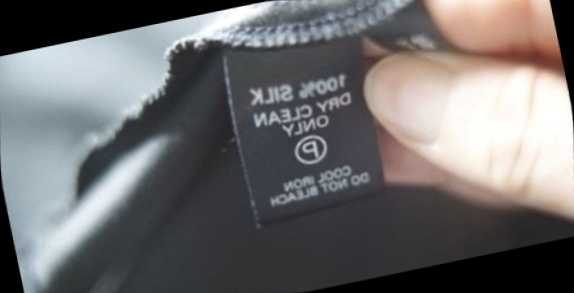 100% SILK
DRY CLEAN
ONLY
P
COOL IRON
DO NOT BLEACH